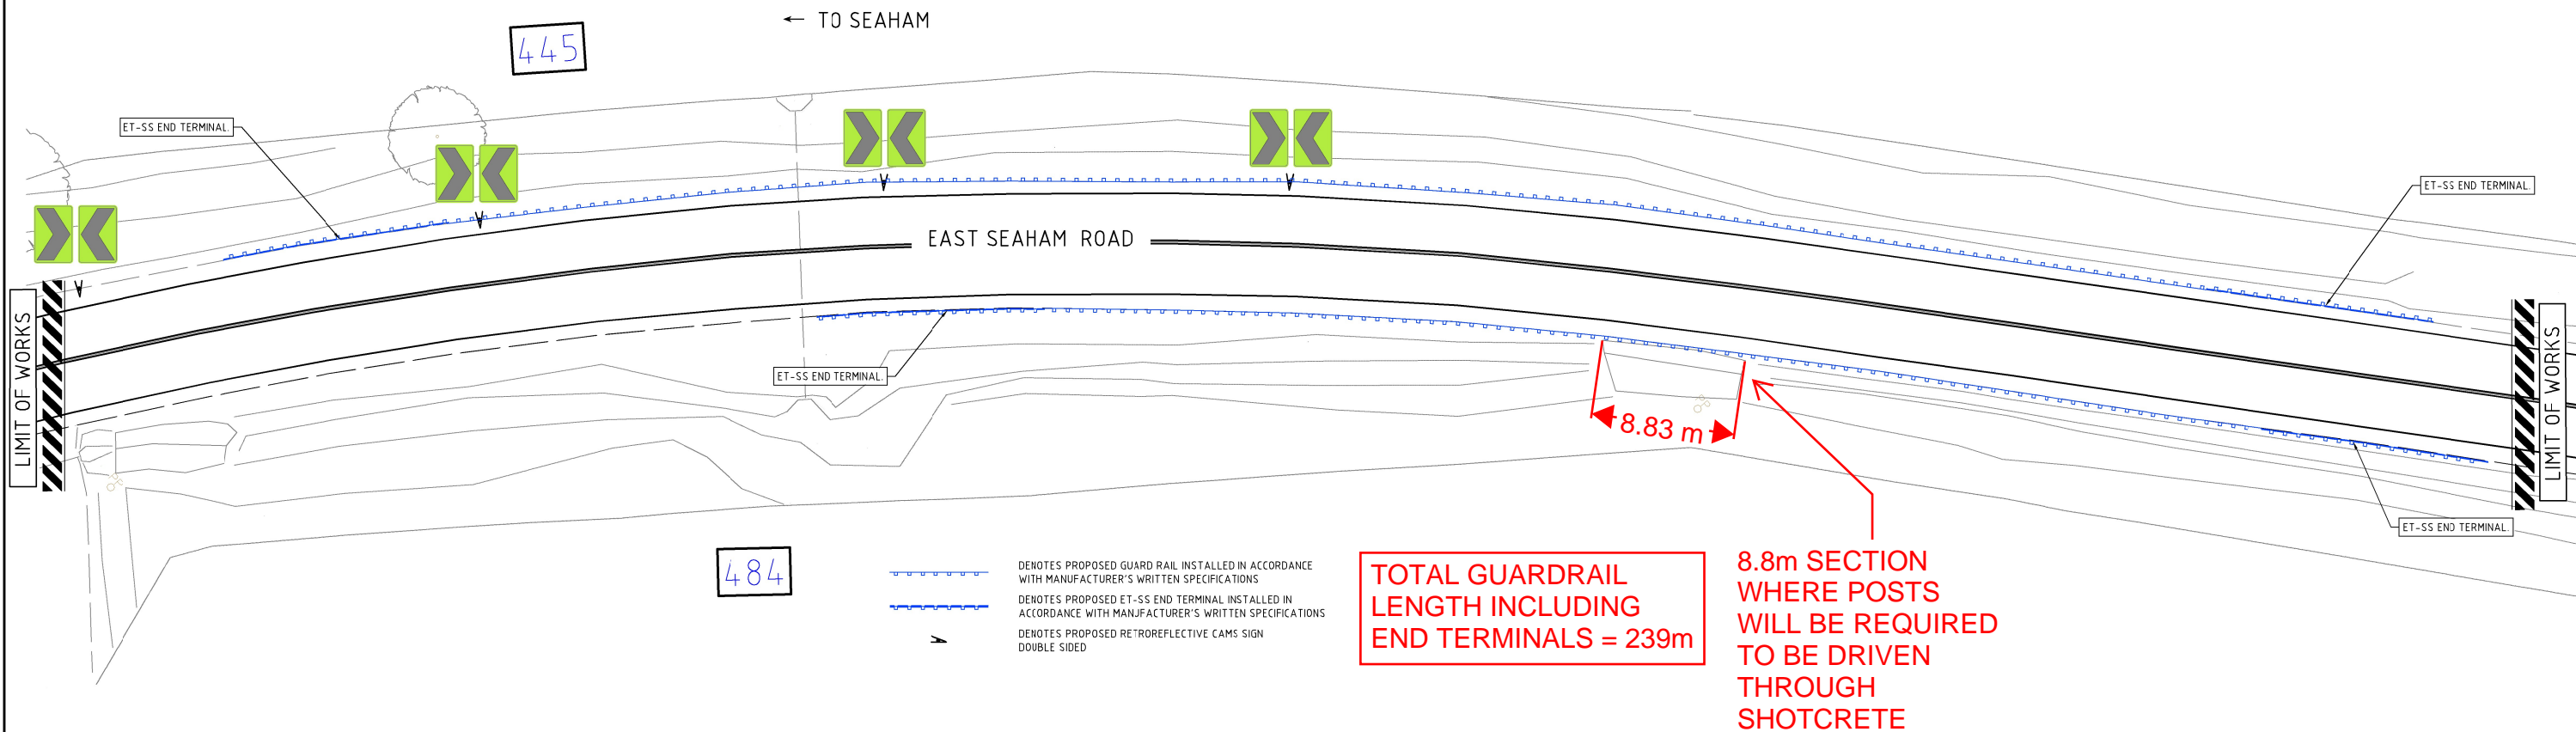 ← TO SEAHAM
445
ET-SS END TERMINAL.
ET-SS END TERMINAL.
EAST SEAHAM ROAD
LIMIT OF WORKS
LIMIT OF WORKS
ET-SS END TERMINAL.
8.83 m
ET-SS END TERMINAL.
484
DENOTES PROPOSED GUARD RAIL INSTALLED IN ACCORDANCE
WITH MANUFACTURER'S WRITTEN SPECIFICATIONS
DENOTES PROPOSED ET-SS END TERMINAL INSTALLED IN
ACCORDANCE WITH MANUFACTURER'S WRITTEN SPECIFICATIONS
DENOTES PROPOSED RETROREFLECTIVE CAMS SIGN
DOUBLE SIDED
TOTAL GUARDRAIL
LENGTH INCLUDING
END TERMINALS = 239m
8.8m SECTION
WHERE POSTS
WILL BE REQUIRED
TO BE DRIVEN
THROUGH
SHOTCRETE